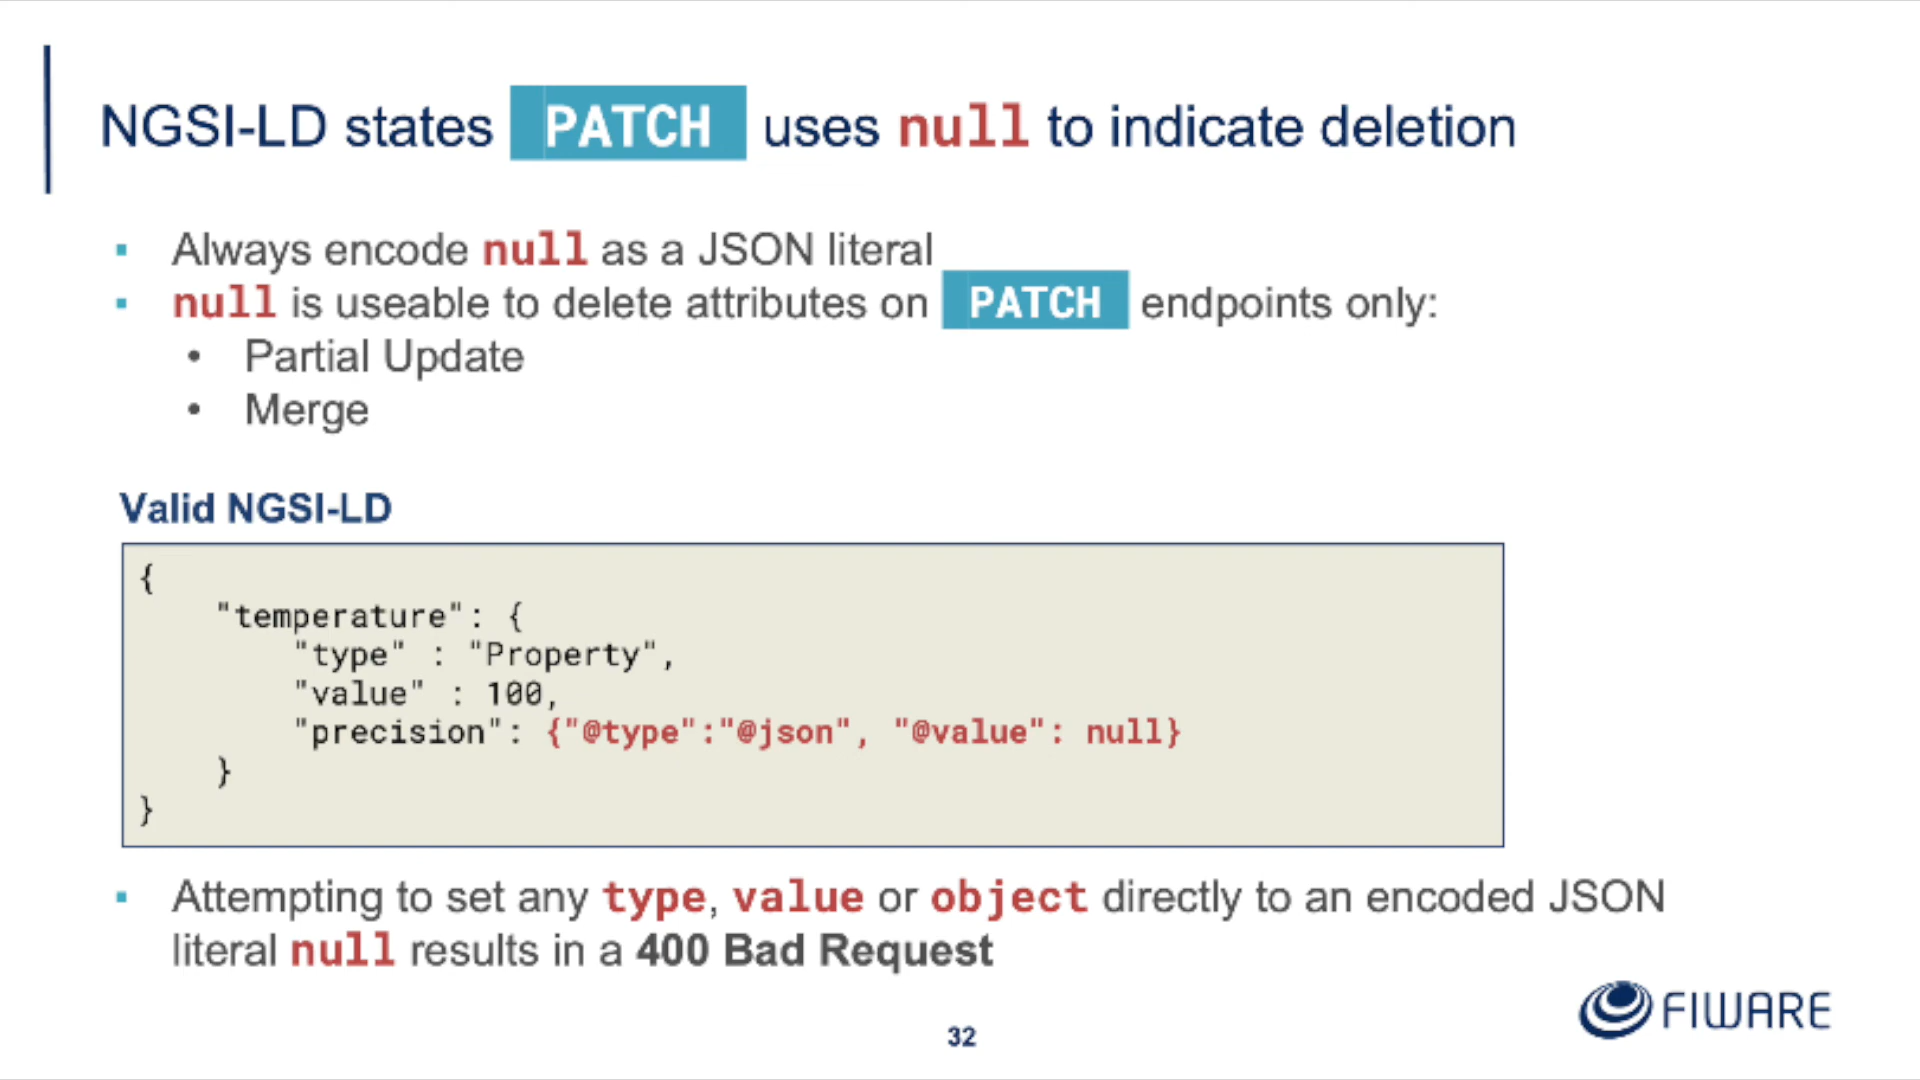 NGSI-LD states PATCH uses null to indicate deletion
▪ Always encode null as a JSON literal
▪ null is useable to delete attributes on PATCH endpoints only:
• Partial Update
• Merge
Valid NGSI-LD
{
    "temperature": {
        "type" : "Property",
        "value" : 100,
        "precision": {"@type":"@json", "@value": null}
    }
}
▪ Attempting to set any type, value or object directly to an encoded JSON
literal null results in a 400 Bad Request
FIWARE
32